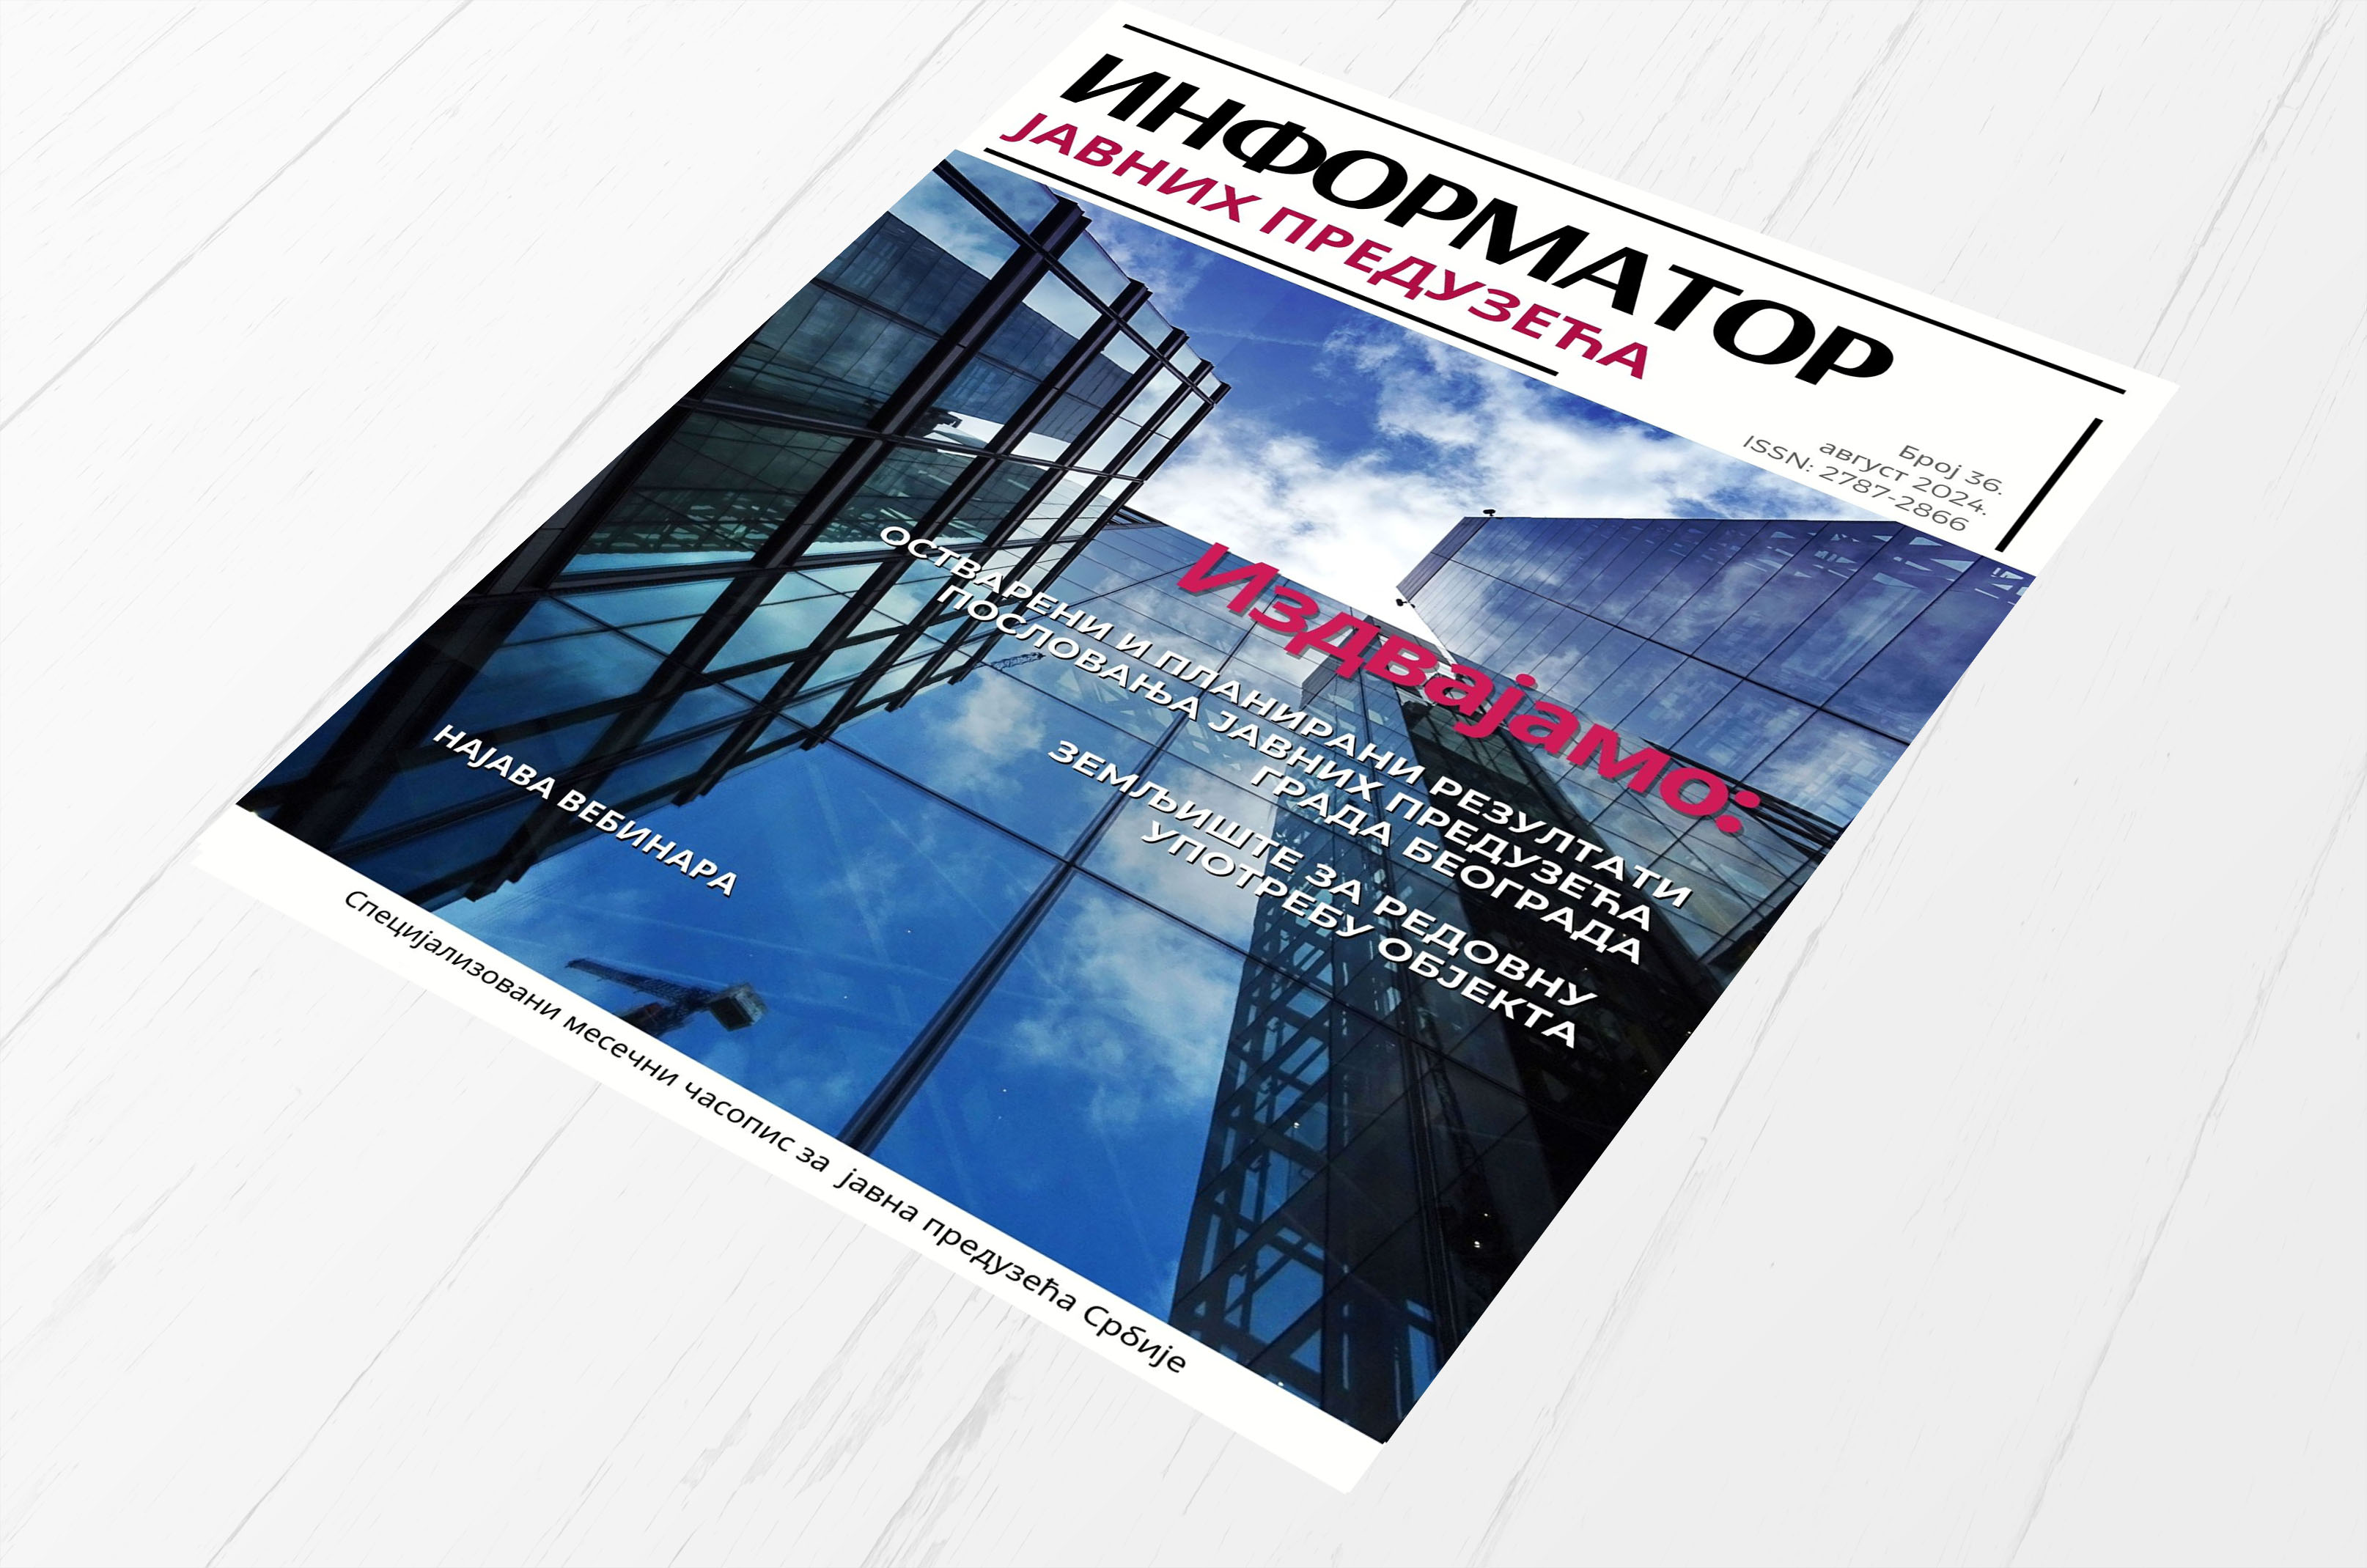 ИНФОРМАТОР
ЈАВНИХ ПРЕДУЗЕЋА
Број 36.
август 2024.
ISSN: 2787-2866
Издвајамо:
ОСТВАРЕНИ И ПЛАНИРАНИ РЕЗУЛТАТИ
ПОСЛОВАЊА ЈАВНИХ ПРЕДУЗЕЋА
ГРАДА БЕОГРАДА
ЗЕМЉИШТЕ ЗА РЕДОВНУ
УПОТРЕБУ ОБЈЕКТА
НАЈАВА ВЕБИНАРА
Специјализовани месечни часопис за јавна предузећа Србије